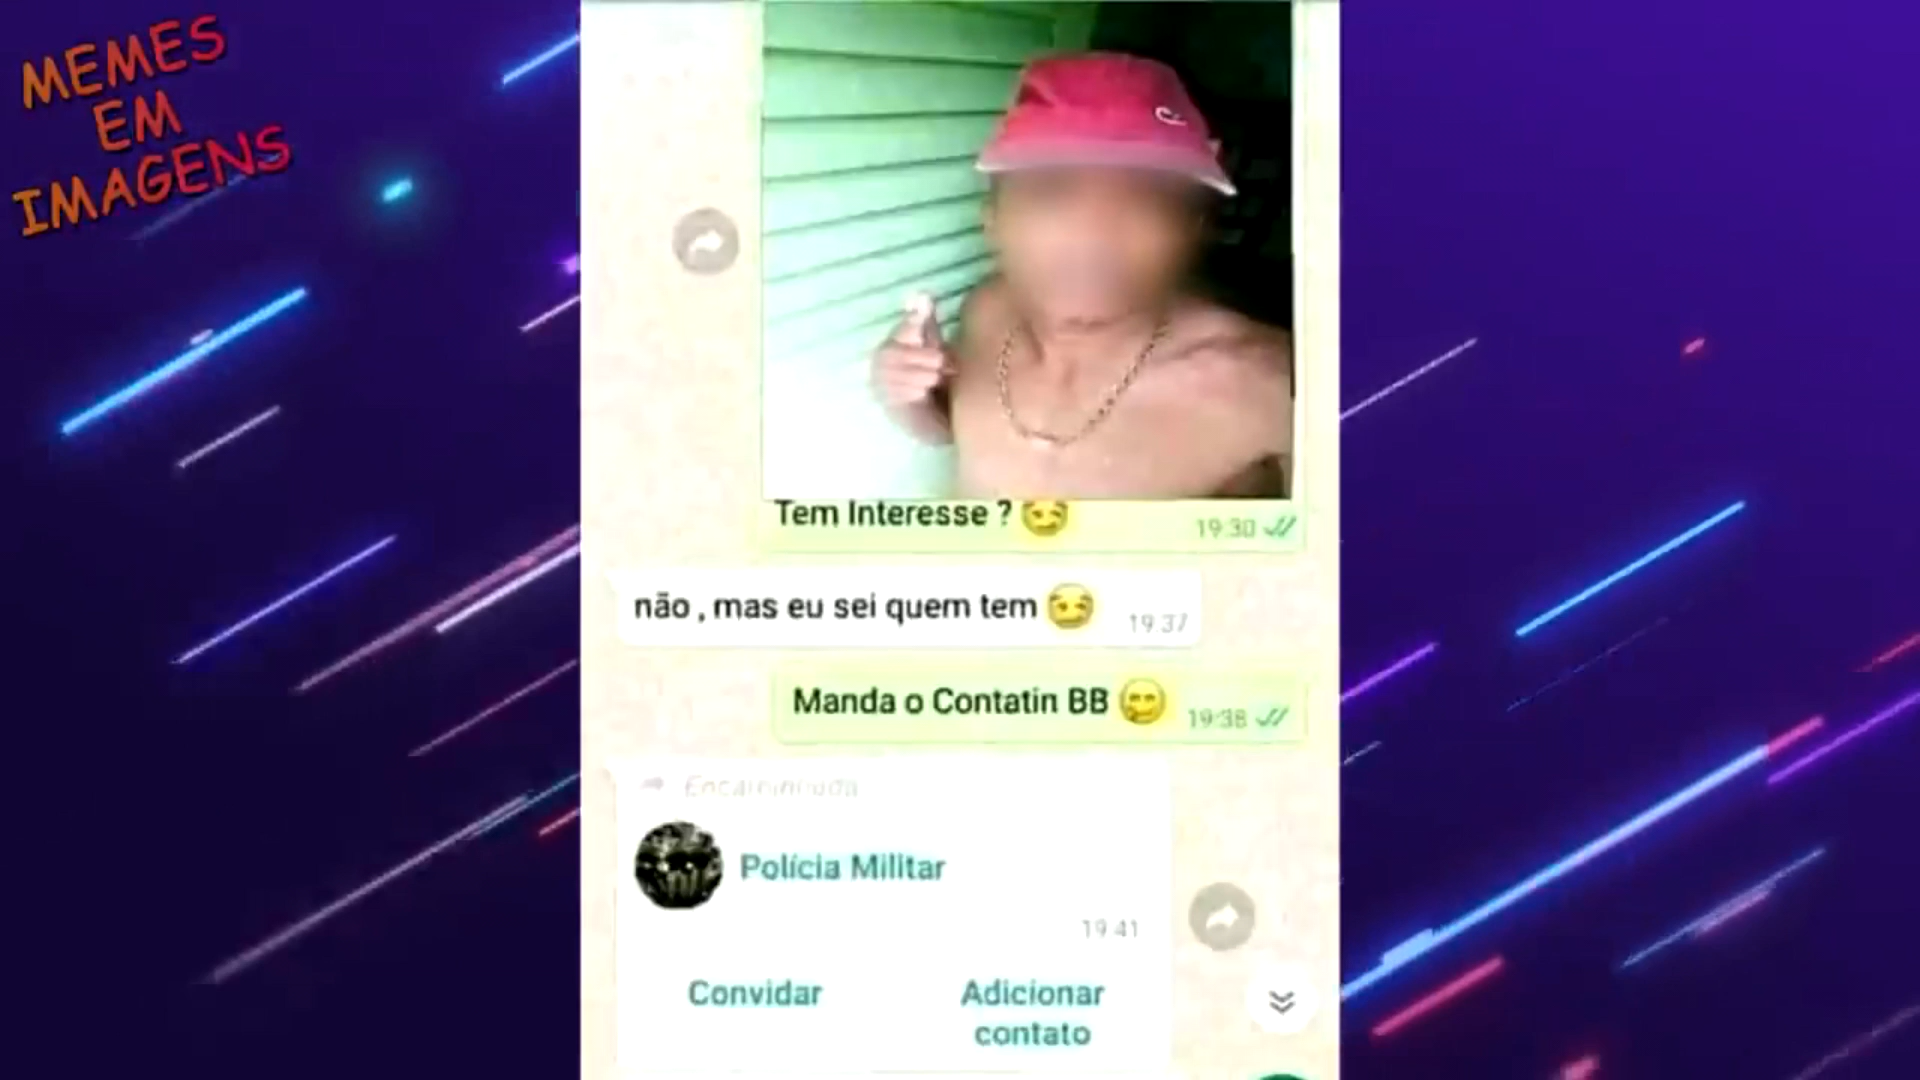 MEMES
EM
IMAGENS
Tem Interesse ? 😏
19:30
não , mas eu sei quem tem 😏
19:37
Manda o Contatin BB
19:38
Encaminhada
Polícia Militar
19:41
Convidar
Adicionar
contato